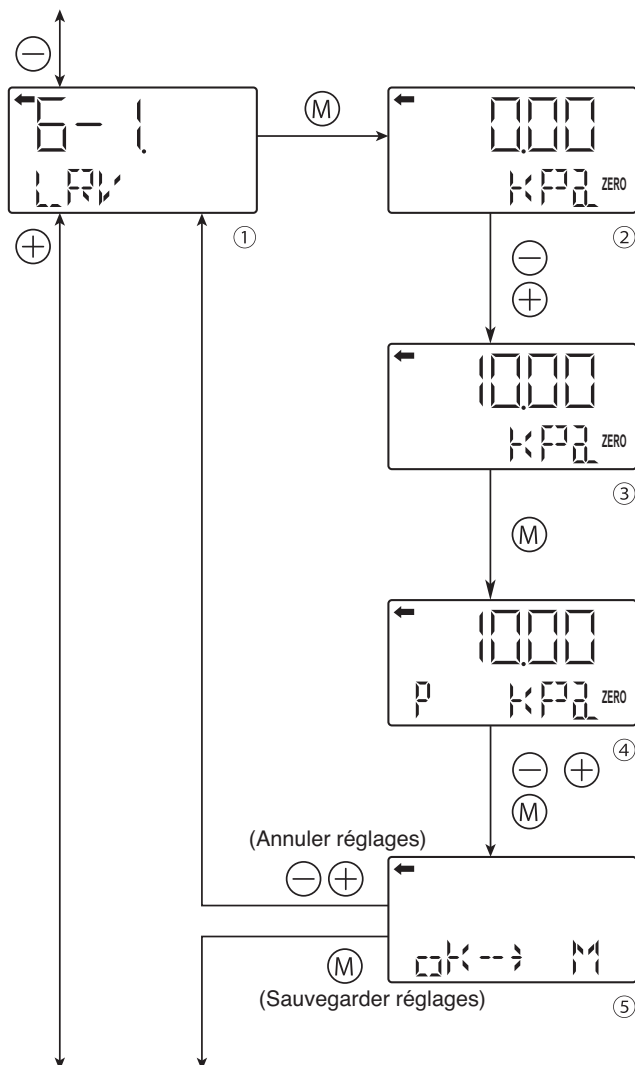 −
6-1.
LRV
①
M
0.00
KPa ZERO
②
+
−
+
10.00
KPa ZERO
③
M
10.00
P KPa ZERO
④
− +
M
(Annuler réglages)
− +
oK--> M
M
(Sauvegarder réglages)
⑤